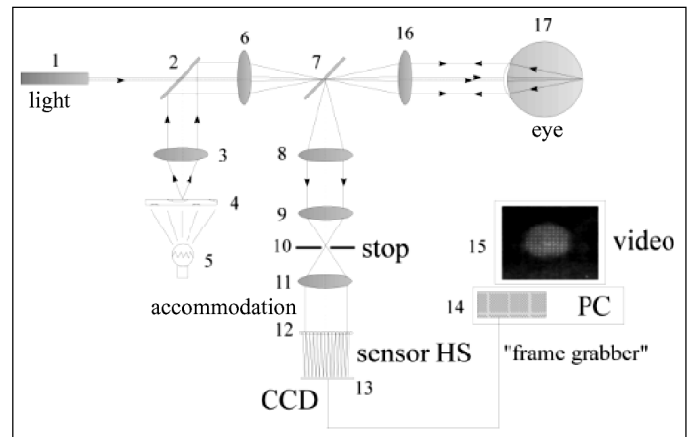 17
6
16
1
2
7
light
eye
3
8
4
9
15
video
10
stop
5
11
14
PC
accommodation
12
sensor HS
"frame grabber"
13
CCD